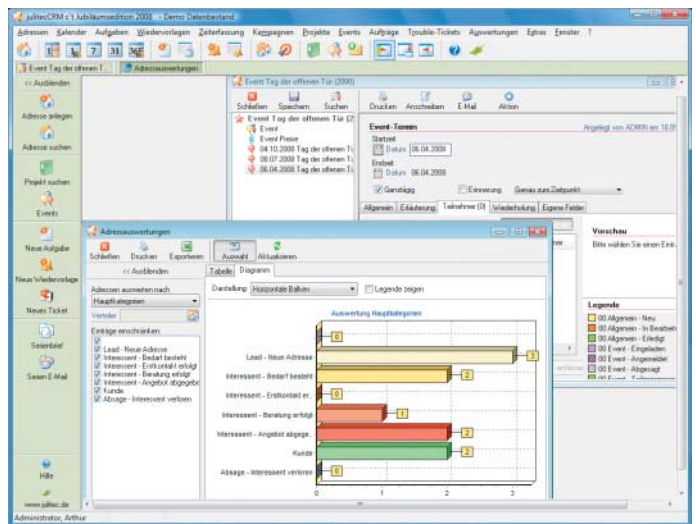 julitecCRM c't Jubiläumsedition 2008 - Demo Datenbestand
Adressen Kalender Aufgaben Wiedervorlagen Zeiterfassung Kampagnen Projekte Events Aufträge Trouble-Tickets Auswertungen Extras Fenster ?
Event Tag der offenen T... Adressauswertungen
<< Ausblenden
Adresse anlegen
Adresse suchen
Projekt suchen
Events
Neue Aufgabe
Neue Wiedervorlage
Neues Ticket
Serienbrief
Serien E-Mail
Hilfe
www.julitec.de
Administrator, Arthur
Event Tag der offenen Tür (2000)
Schließen Speichern Suchen Drucken Anschreiben E-Mail Aktion
Event Tag der offenen Tür [2
Event
Event Preise
04.10.2008 Tag der offenen Tü
06.07.2008 Tag der offenen Tü
06.04.2008 Tag der offenen Tü
Event-Termin
Angelegt von ADMIN am
Startzeit
Datum 06.04.2008
Endzeit
Datum 06.04.2008
Ganztägig Erinnerung Genau zum Zeitpunkt
Allgemein Erläuterung Teilnehmer (0) Wiederholung Eigene Felder
Vorschau
Bitte wählen Sie einen Eintr
Legende
00 Allgemein - Neu
00 Allgemein - In Bearbeit
00 Allgemein - Erledigt
00 Event - Eingeladen
00 Event - Angemeldet
00 Event - Abgesagt
Adressauswertungen
Schließen Drucken Exportieren Auswahl Aktualisieren
<< Ausblenden
Tabelle Diagramm
Adressen auswerten nach
Hauptkategorien
Verteiler
Einträge einschränken:
Lead - Neue Adresse
Interessent - Bedarf besteht
Interessent - Erstkontakt erfolgt
Interessent - Beratung erfolgt
Interessent - Angebot abgegebe
Kunde
Absage - Interessent verloren
Darstellung: Horizontale Balken Legende zeigen
Auswertung Hauptkategorien
0
Lead - Neue Adresse 3
Interessent - Bedarf besteht 2
Interessent - Erstkontakt er.. 0
Interessent - Beratung erfolgt 1
Interessent - Angebot abgege.. 2
Kunde 2
Absage - Interessent verloren 0
0 1 2 3